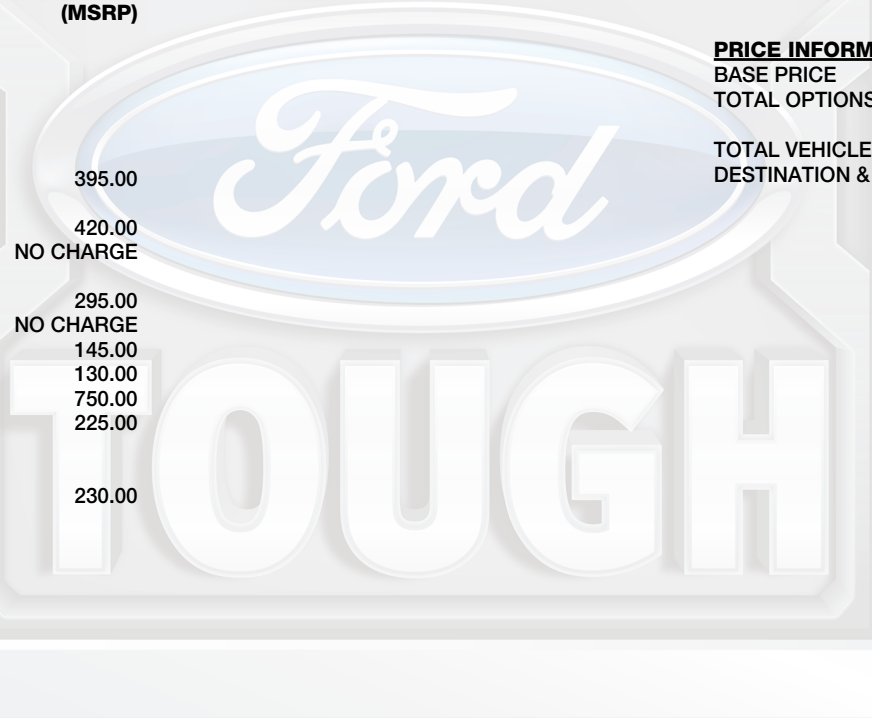 (MSRP)
395.00
420.00
NO CHARGE
295.00
NO CHARGE
145.00
130.00
750.00
225.00
230.00
PRICE INFORM
BASE PRICE
TOTAL OPTIONS
TOTAL VEHICLE
DESTINATION &
Ford
TOUGH